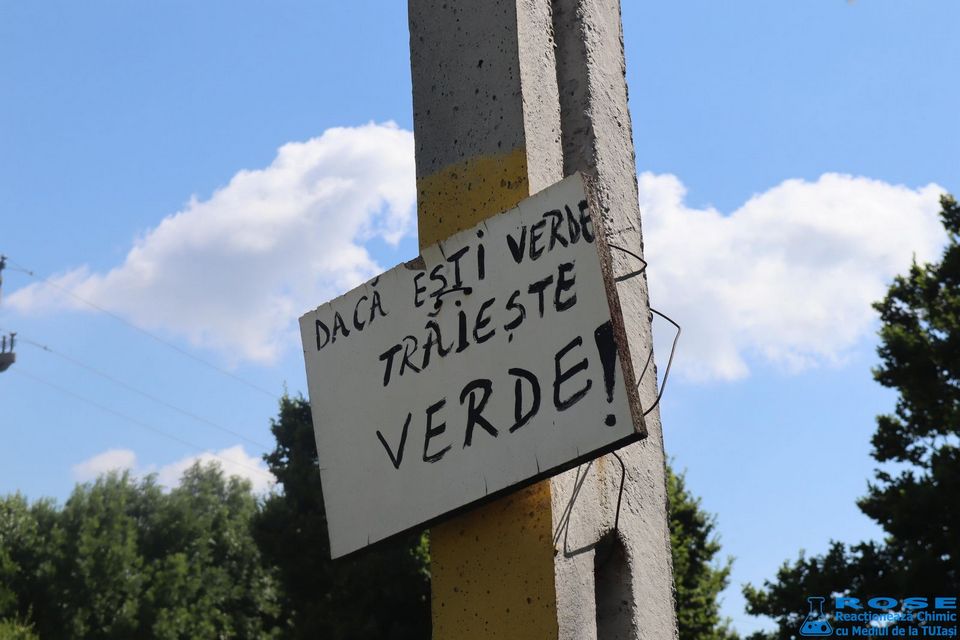 DACĂ EȘTI VERDE
TRĂIEȘTE
VERDE!
ROSE
Reacționează Chimic
cu Mediul de la TUIași